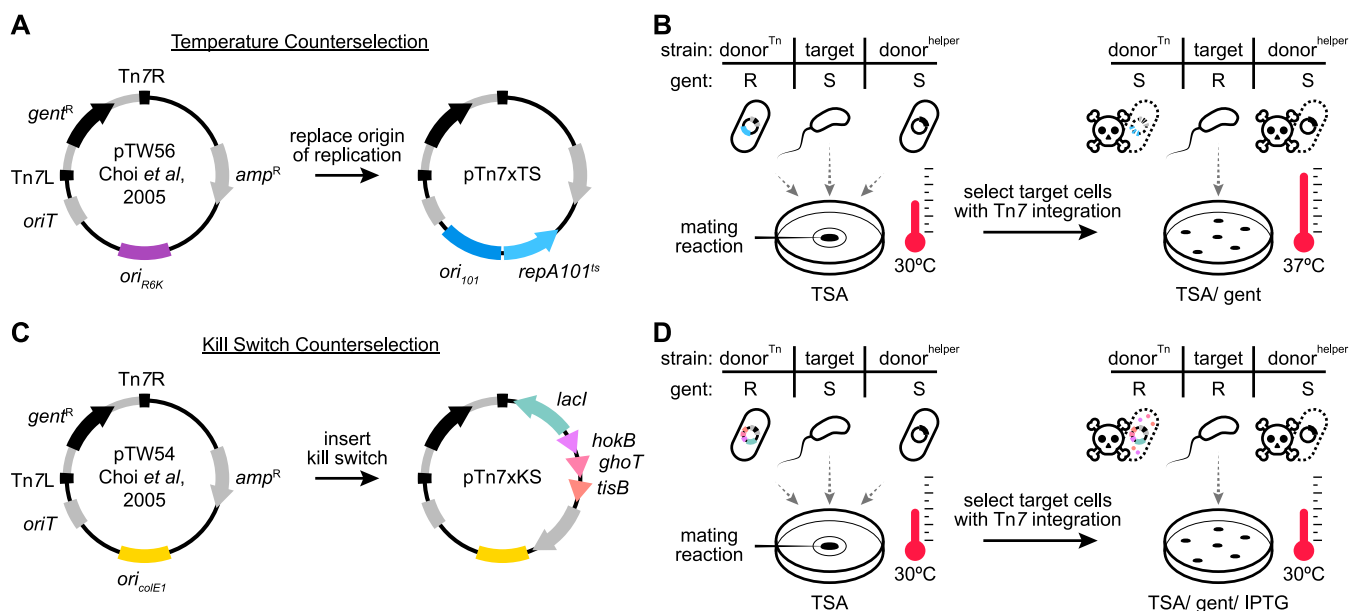 A
Temperature Counterselection
Tn7R
gentR
pTW56
Choi et al,
2005
Tn7L
ampR
oriT
oriR6K
replace origin
of replication
pTn7xTS
ori101
repA101ts
B
strain: donorTn target donorhelper
gent: R S S
mating
reaction
30ºC
TSA
select target cells
with Tn7 integration
donorTn target donorhelper
S R S
37ºC
TSA/ gent
C
Kill Switch Counterselection
Tn7R
gentR
pTW54
Choi et al,
2005
Tn7L
ampR
oriT
oricolE1
insert
kill switch
pTn7xKS
lacI
hokB
ghoT
tisB
D
strain: donorTn target donorhelper
gent: R S S
mating
reaction
30ºC
TSA
select target cells
with Tn7 integration
donorTn target donorhelper
R R S
30ºC
TSA/ gent/ IPTG